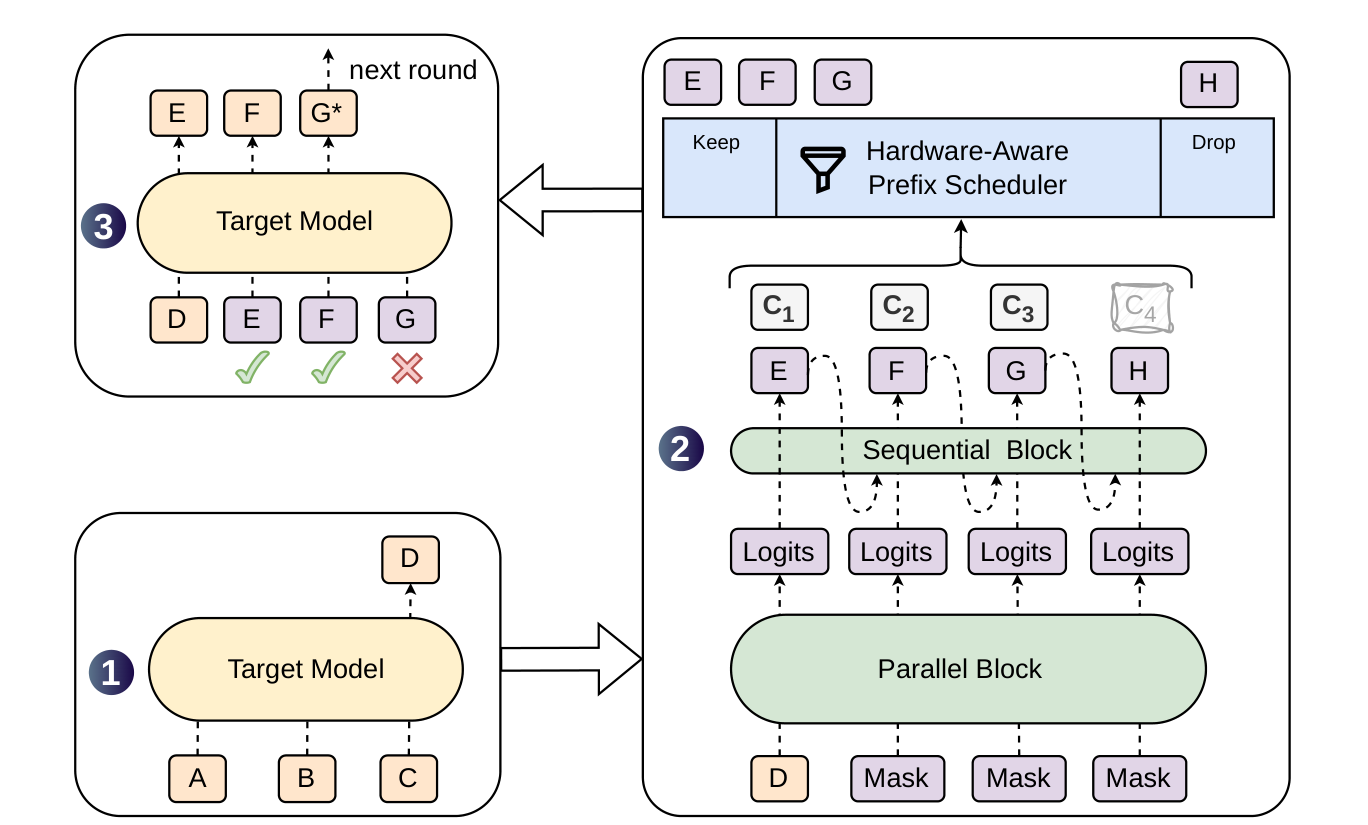 next round
E F G*
Target Model
3
D E F G
D
Target Model
1
A B C
E F G H
Keep
Hardware-Aware
Prefix Scheduler
Drop
C1 C2 C3 C4
E F G H
2
Sequential Block
Logits Logits Logits Logits
Parallel Block
D Mask Mask Mask